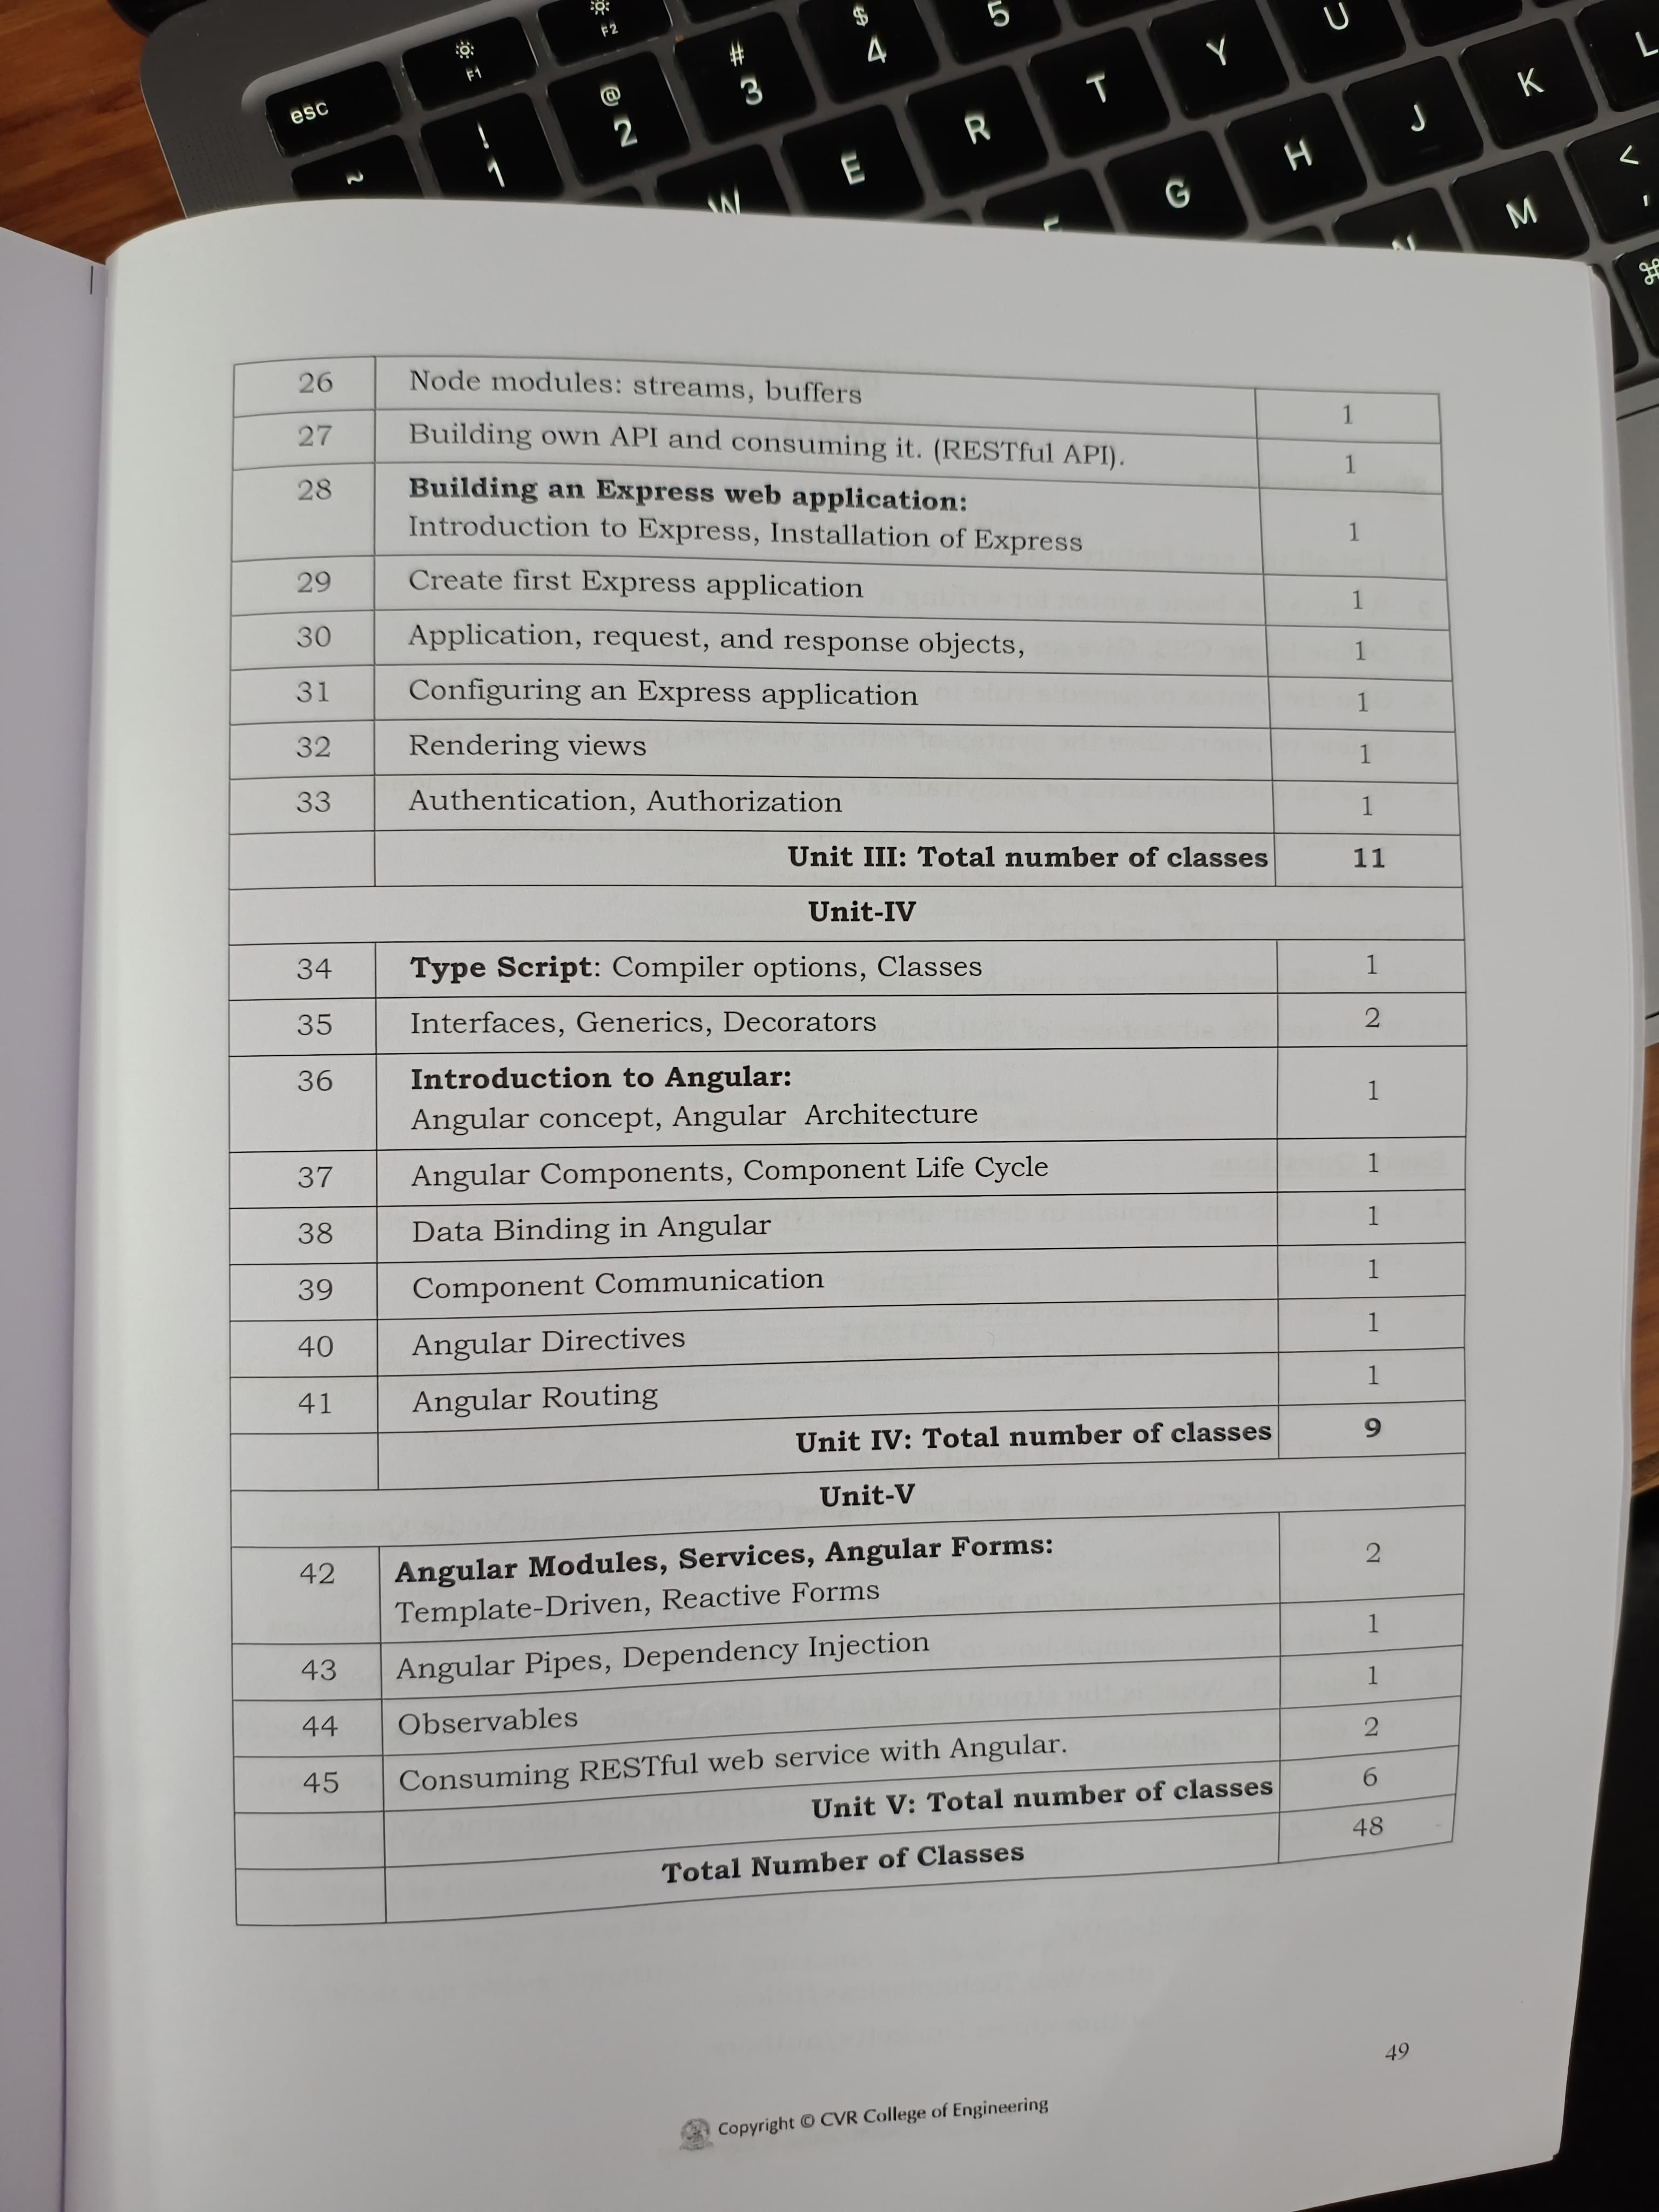 esc
F1
F2
! 1
@ 2
# 3
$ 4
5
~
W
E
R
T
Y
U
G
H
J
K
L
N
M
<
,
⌘
26 Node modules: streams, buffers 1
27 Building own API and consuming it. (RESTful API). 1
28 Building an Express web application:
Introduction to Express, Installation of Express 1
29 Create first Express application 1
30 Application, request, and response objects, 1
31 Configuring an Express application 1
32 Rendering views 1
33 Authentication, Authorization 1
Unit III: Total number of classes 11
Unit-IV
34 Type Script: Compiler options, Classes 1
35 Interfaces, Generics, Decorators 2
36 Introduction to Angular:
Angular concept, Angular Architecture 1
37 Angular Components, Component Life Cycle 1
38 Data Binding in Angular 1
39 Component Communication 1
40 Angular Directives 1
41 Angular Routing 1
Unit IV: Total number of classes 9
Unit-V
42 Angular Modules, Services, Angular Forms: 2
Template-Driven, Reactive Forms
43 Angular Pipes, Dependency Injection 1
44 Observables 1
45 Consuming RESTful web service with Angular. 2
Unit V: Total number of classes 6
Total Number of Classes 48
49
Copyright © CVR College of Engineering